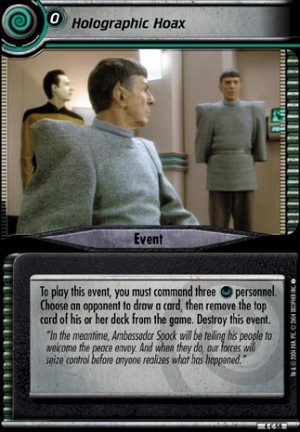 0 Holographic Hoax
Event
To play this event, you must command three personnel.
Choose an opponent to draw a card, then remove the top
card of his or her deck from the game. Destroy this event.
"In the meantime, Ambassador Spock will be telling his people to
welcome the peace envoy. And when they do, our forces will
seize control before anyone realizes what has happened."